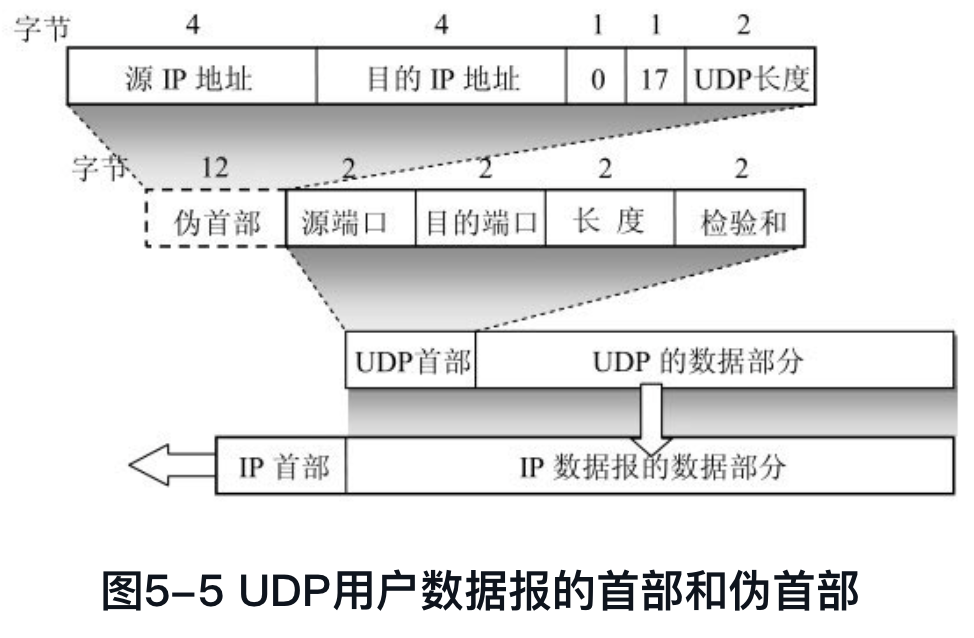 字节 4 4 1 1 2
源 IP 地址 目的 IP 地址 0 17 UDP长度
字节 12 2 2 2 2
伪首部 源端口 目的端口 长 度 检验和
UDP首部 UDP 的数据部分
IP 首部 IP 数据报的数据部分
图5-5 UDP用户数据报的首部和伪首部